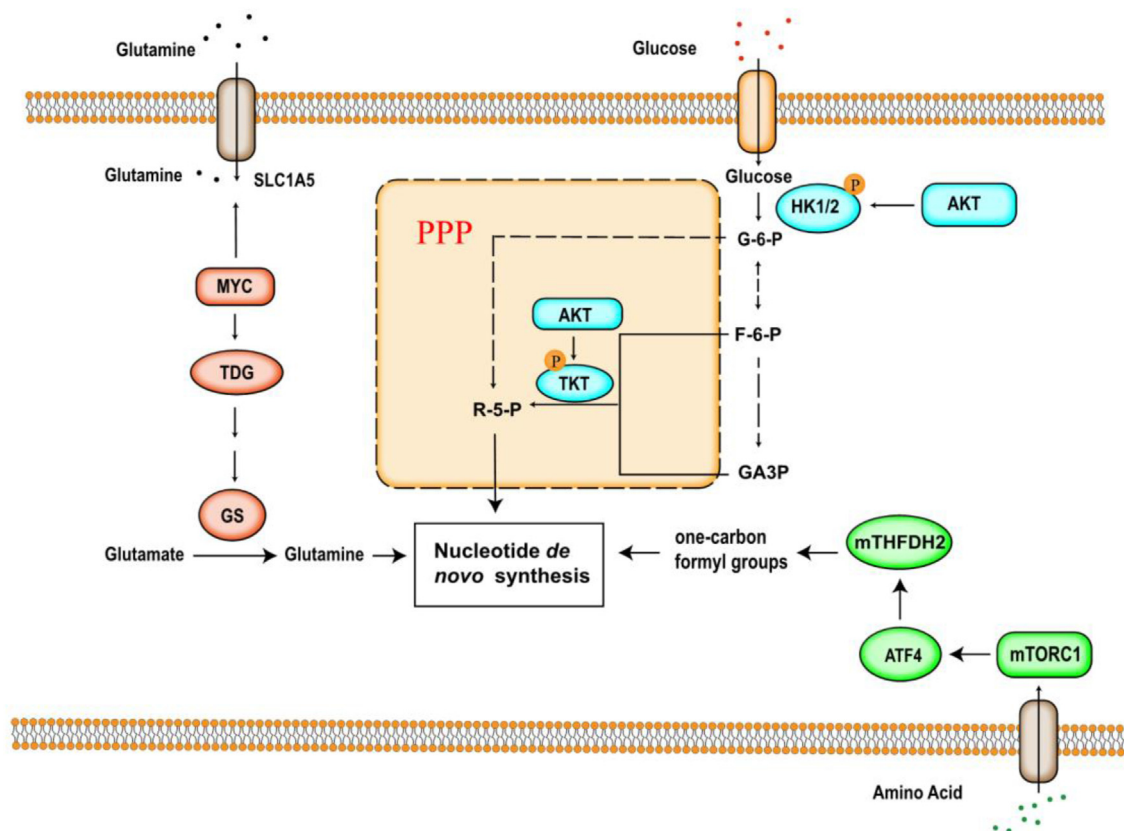 Glutamine
Glucose
Glutamine
SLC1A5
Glucose
P
HK1/2
AKT
PPP
G-6-P
MYC
AKT
F-6-P
P
TDG
TKT
R-5-P
GA3P
GS
Glutamate
Glutamine
Nucleotide de
novo synthesis
one-carbon
formyl groups
mTHFDH2
ATF4
mTORC1
Amino Acid